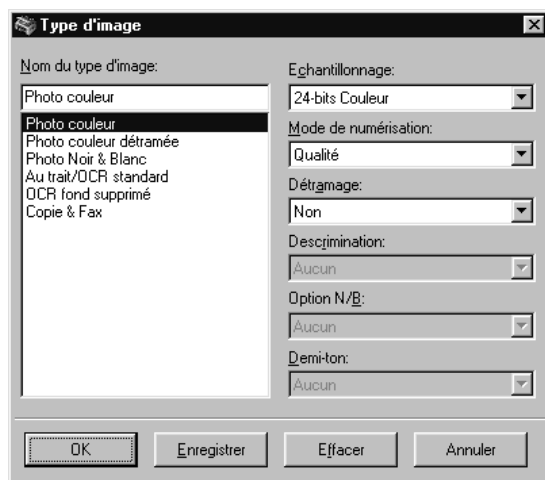 Type d'image
Nom du type d'image:
Photo couleur
Photo couleur
Photo couleur détramée
Photo Noir & Blanc
Au trait/OCR standard
OCR fond supprimé
Copie & Fax
Echantillonnage:
24-bits Couleur
Mode de numérisation:
Qualité
Détramage:
Non
Descrimination:
Aucun
Option N/B:
Aucun
Demi-ton:
Aucun
OK
Enregistrer
Effacer
Annuler